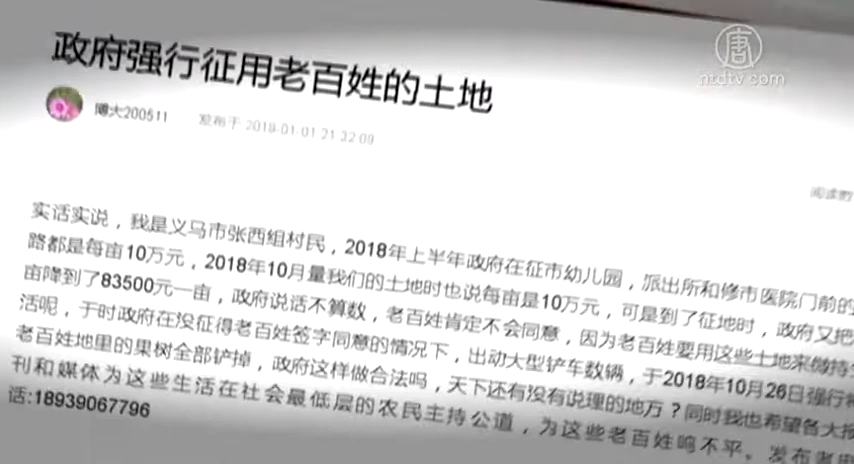 政府强行征用老百姓的土地
唐
ntdtv.com
博大200511 发布于 2019-01-01 21:32:09
阅读数
实话实说，我是义马市张西组村民，2018年上半年政府在征市幼儿园，派出所和修市医院门前的
路都是每亩10万元，2018年10月量我们的土地时也说每亩是10万元，可是到了征地时，政府又把
亩降到了83500元一亩，政府说话不算数，老百姓肯定不会同意，因为老百姓要用这些土地来维持
活呢，于时政府在没征得老百姓签字同意的情况下，出动大型铲车数辆，于2018年10月26日强行将
老百姓地里的果树全部铲掉，政府这样做合法吗，天下还有没有说理的地方？同时我也希望各大报
刊和媒体为这些生活在社会最低层的农民主持公道，为这些老百姓鸣不平。发布者电
话:18939067796